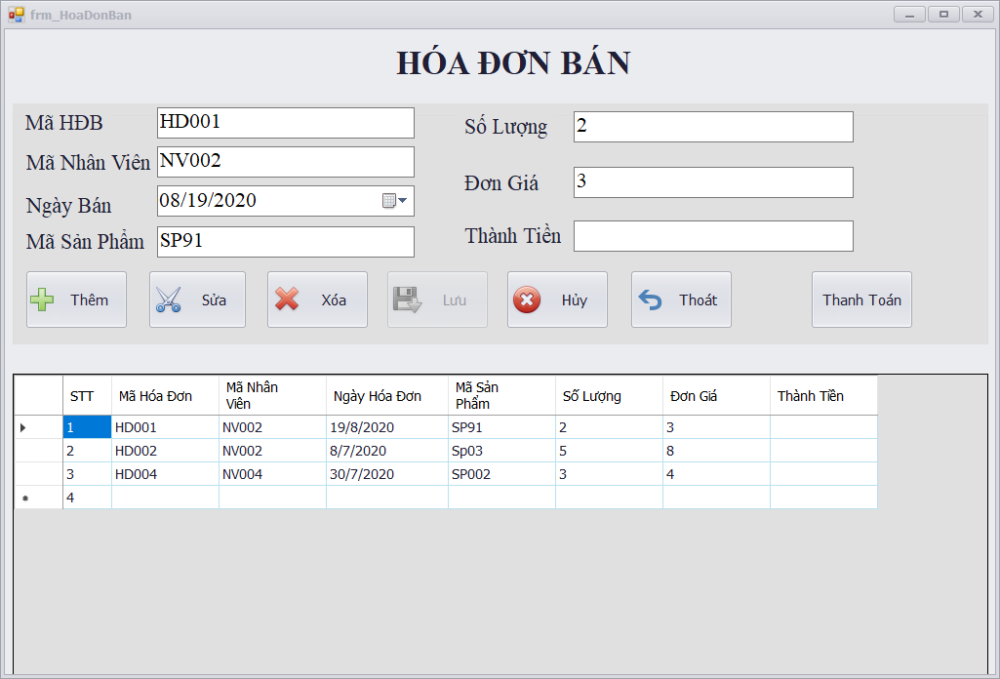 frm_HoaDonBan
HÓA ĐƠN BÁN
Mã HĐB HD001
Mã Nhân Viên NV002
Ngày Bán 08/19/2020
Mã Sản Phẩm SP91
Số Lượng 2
Đơn Giá 3
Thành Tiền
Thêm Sửa Xóa Lưu Hủy Thoát Thanh Toán
STT Mã Hóa Đơn Mã Nhân Viên Ngày Hóa Đơn Mã Sản Phẩm Số Lượng Đơn Giá Thành Tiền
1 HD001 NV002 19/8/2020 SP91 2 3
2 HD002 NV002 8/7/2020 Sp03 5 8
3 HD004 NV004 30/7/2020 SP002 3 4
4